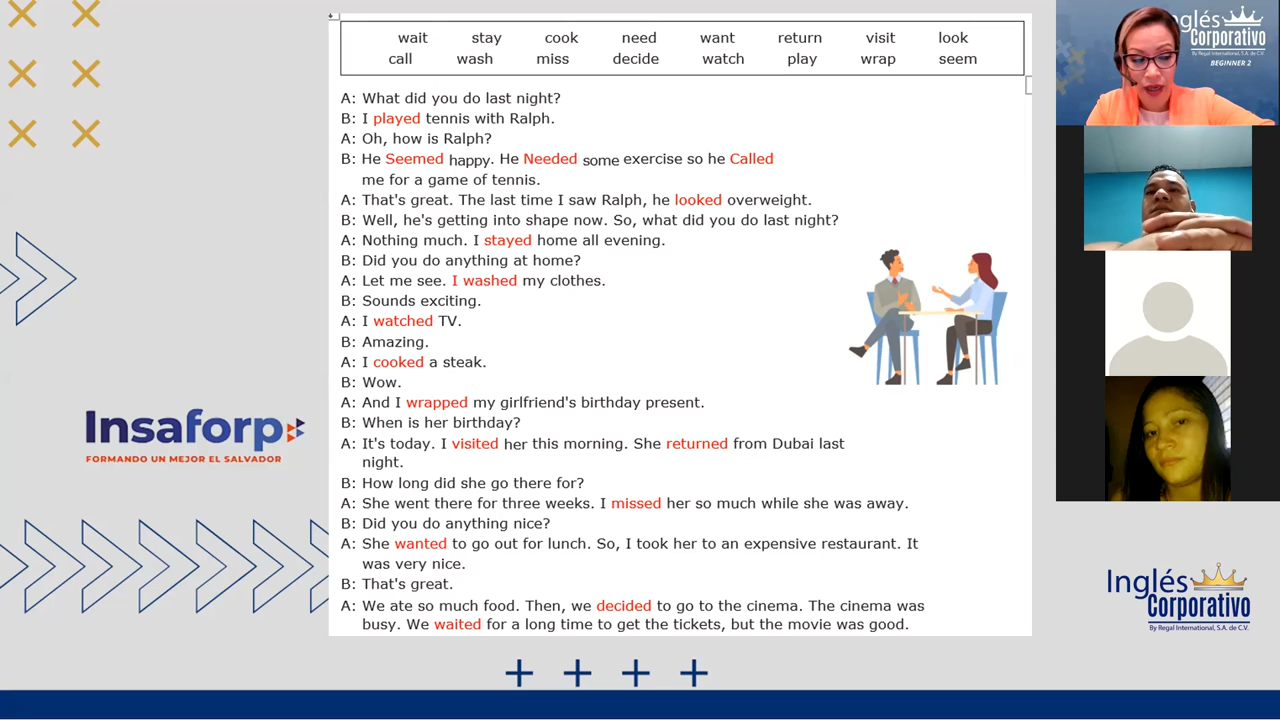 wait stay cook need want return visit look
call wash miss decide watch play wrap seem
A: What did you do last night?
B: I played tennis with Ralph.
A: Oh, how is Ralph?
B: He Seemed happy. He Needed some exercise so he Called
me for a game of tennis.
A: That's great. The last time I saw Ralph, he looked overweight.
B: Well, he's getting into shape now. So, what did you do last night?
A: Nothing much. I stayed home all evening.
B: Did you do anything at home?
A: Let me see. I washed my clothes.
B: Sounds exciting.
A: I watched TV.
B: Amazing.
A: I cooked a steak.
B: Wow.
A: And I wrapped my girlfriend's birthday present.
B: When is her birthday?
A: It's today. I visited her this morning. She returned from Dubai last
night.
B: How long did she go there for?
A: She went there for three weeks. I missed her so much while she was away.
B: Did you do anything nice?
A: She wanted to go out for lunch. So, I took her to an expensive restaurant. It
was very nice.
B: That's great.
A: We ate so much food. Then, we decided to go to the cinema. The cinema was
busy. We waited for a long time to get the tickets, but the movie was good.
Insaforp
FORMANDO UN MEJOR EL SALVADOR
Inglés
Corporativo
By Regal International, S.A. de C.V.
BEGINNER 2
Inglés
Corporativo
By Regal International, S.A. de C.V.